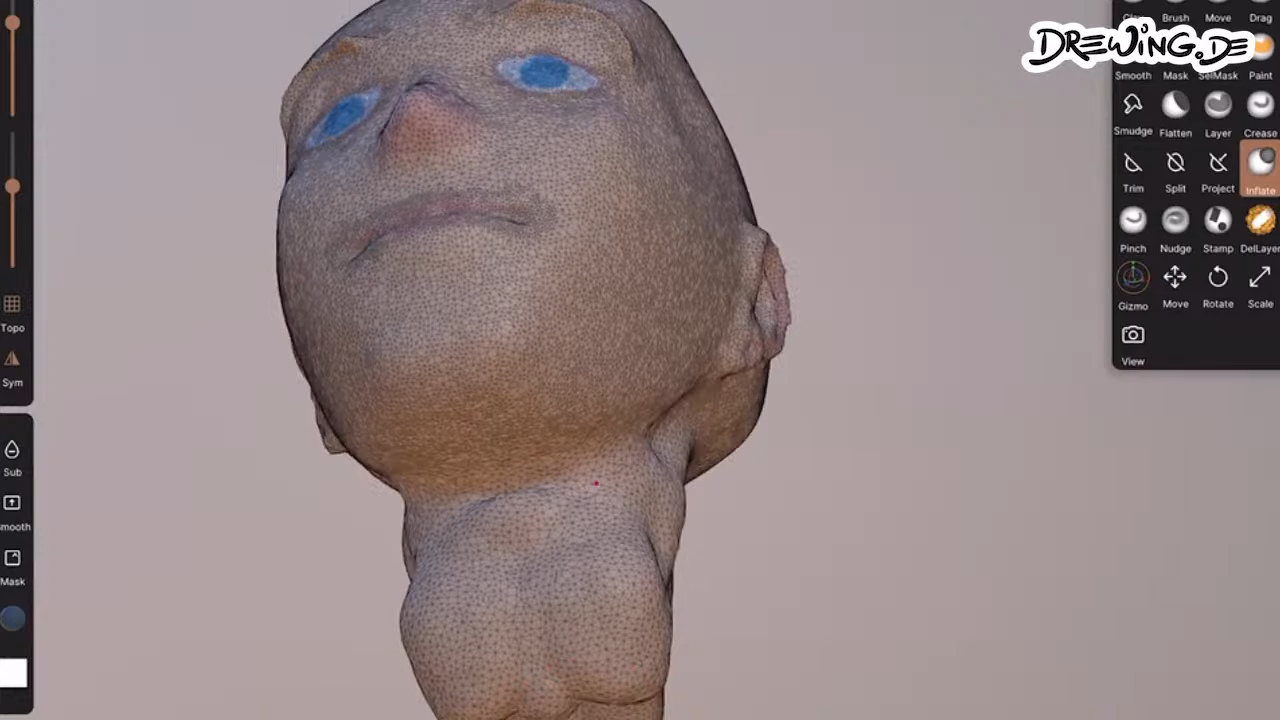 DREWING.DE
Brush Move Drag
Smooth Mask SelMask Paint
Smudge Flatten Layer Crease
Trim Split Project Inflate
Pinch Nudge Stamp DelLayer
Gizmo Move Rotate Scale
View
Topo
Sym
Sub
mooth
Mask